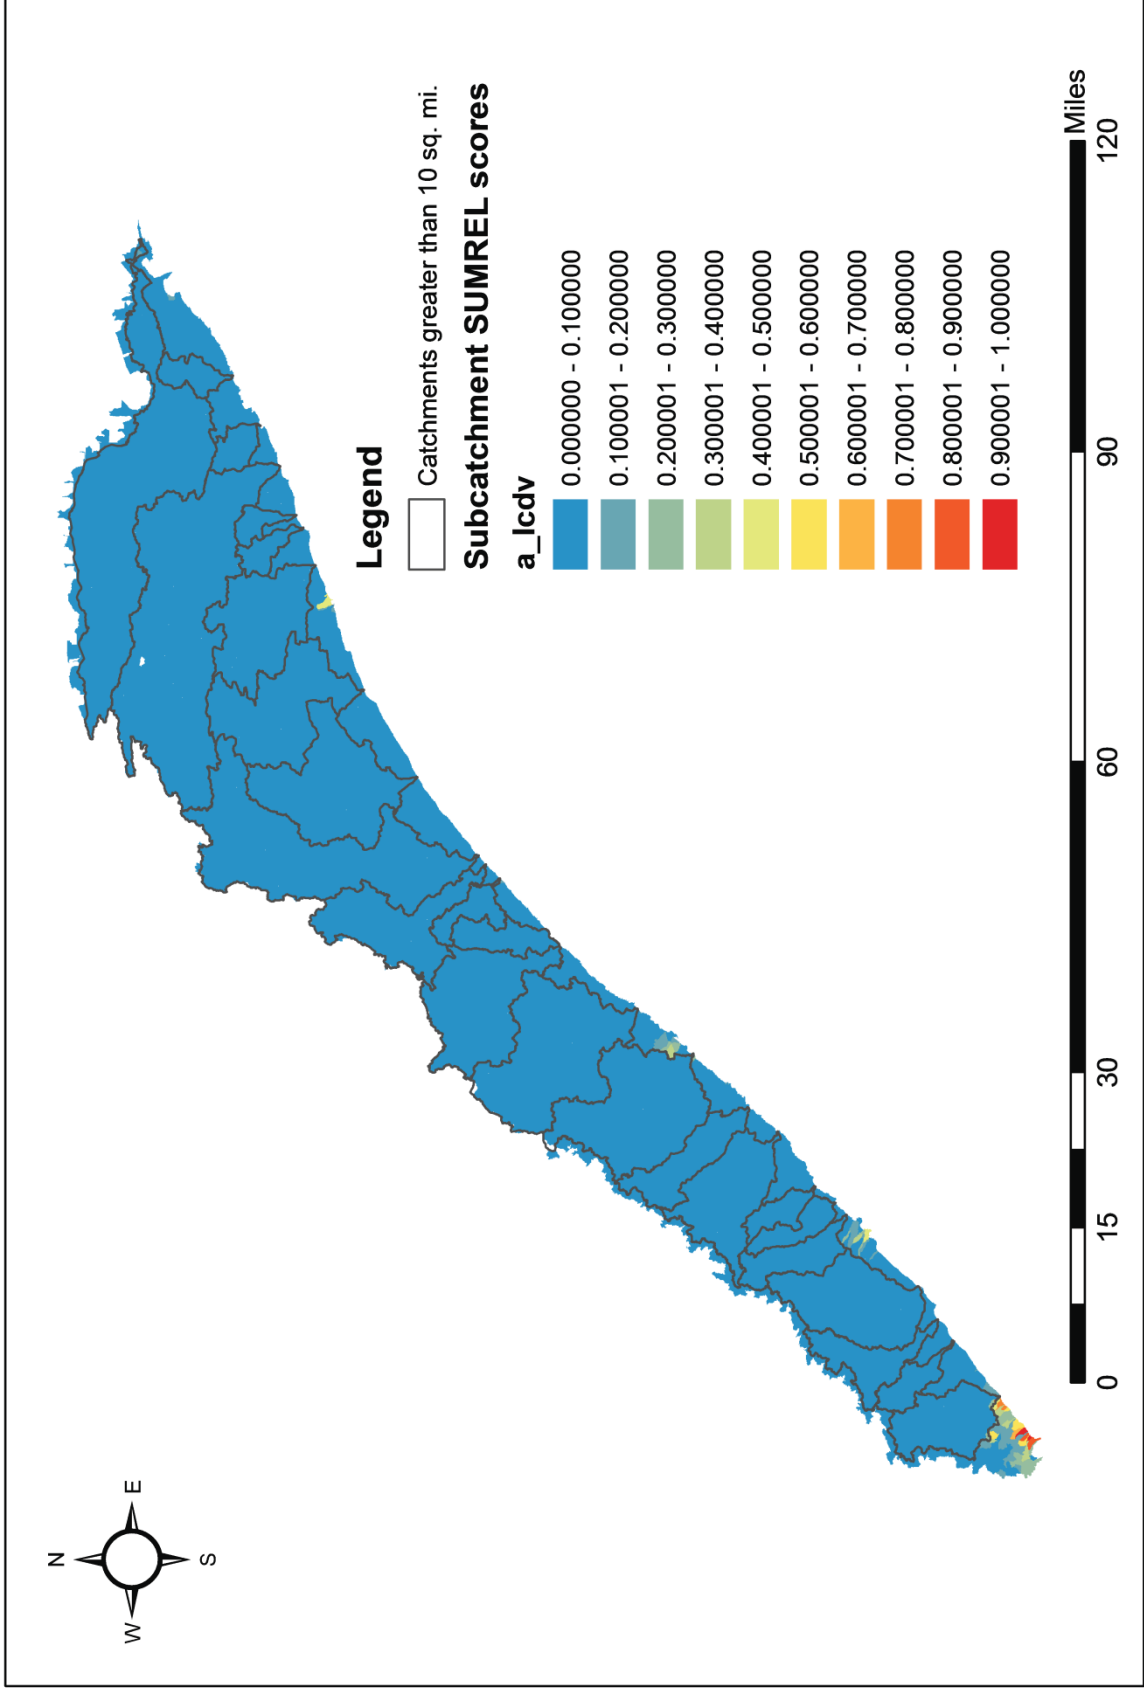 N
W
E
S
Legend
Catchments greater than 10 sq. mi.
Subcatchment SUMREL scores
a_lcdv
0.000000 - 0.100000
0.100001 - 0.200000
0.200001 - 0.300000
0.300001 - 0.400000
0.400001 - 0.500000
0.500001 - 0.600000
0.600001 - 0.700000
0.700001 - 0.800000
0.800001 - 0.900000
0.900001 - 1.000000
Miles
0 15 30 60 90 120